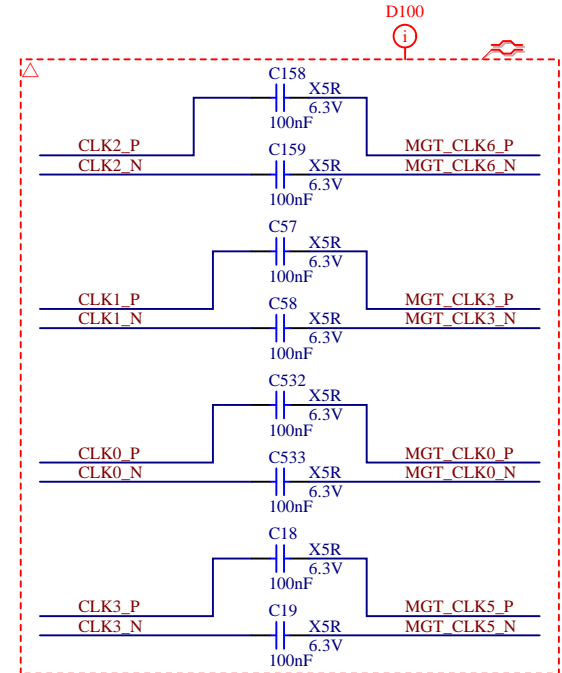 D100
i
C158
X5R
6.3V
100nF
CLK2_P
MGT_CLK6_P
C159
CLK2_N
X5R
MGT_CLK6_N
6.3V
100nF
C57
X5R
6.3V
100nF
CLK1_P
MGT_CLK3_P
C58
CLK1_N
X5R
MGT_CLK3_N
6.3V
100nF
C532
X5R
6.3V
100nF
CLK0_P
MGT_CLK0_P
C533
CLK0_N
X5R
MGT_CLK0_N
6.3V
100nF
C18
X5R
6.3V
100nF
CLK3_P
MGT_CLK5_P
C19
CLK3_N
X5R
MGT_CLK5_N
6.3V
100nF